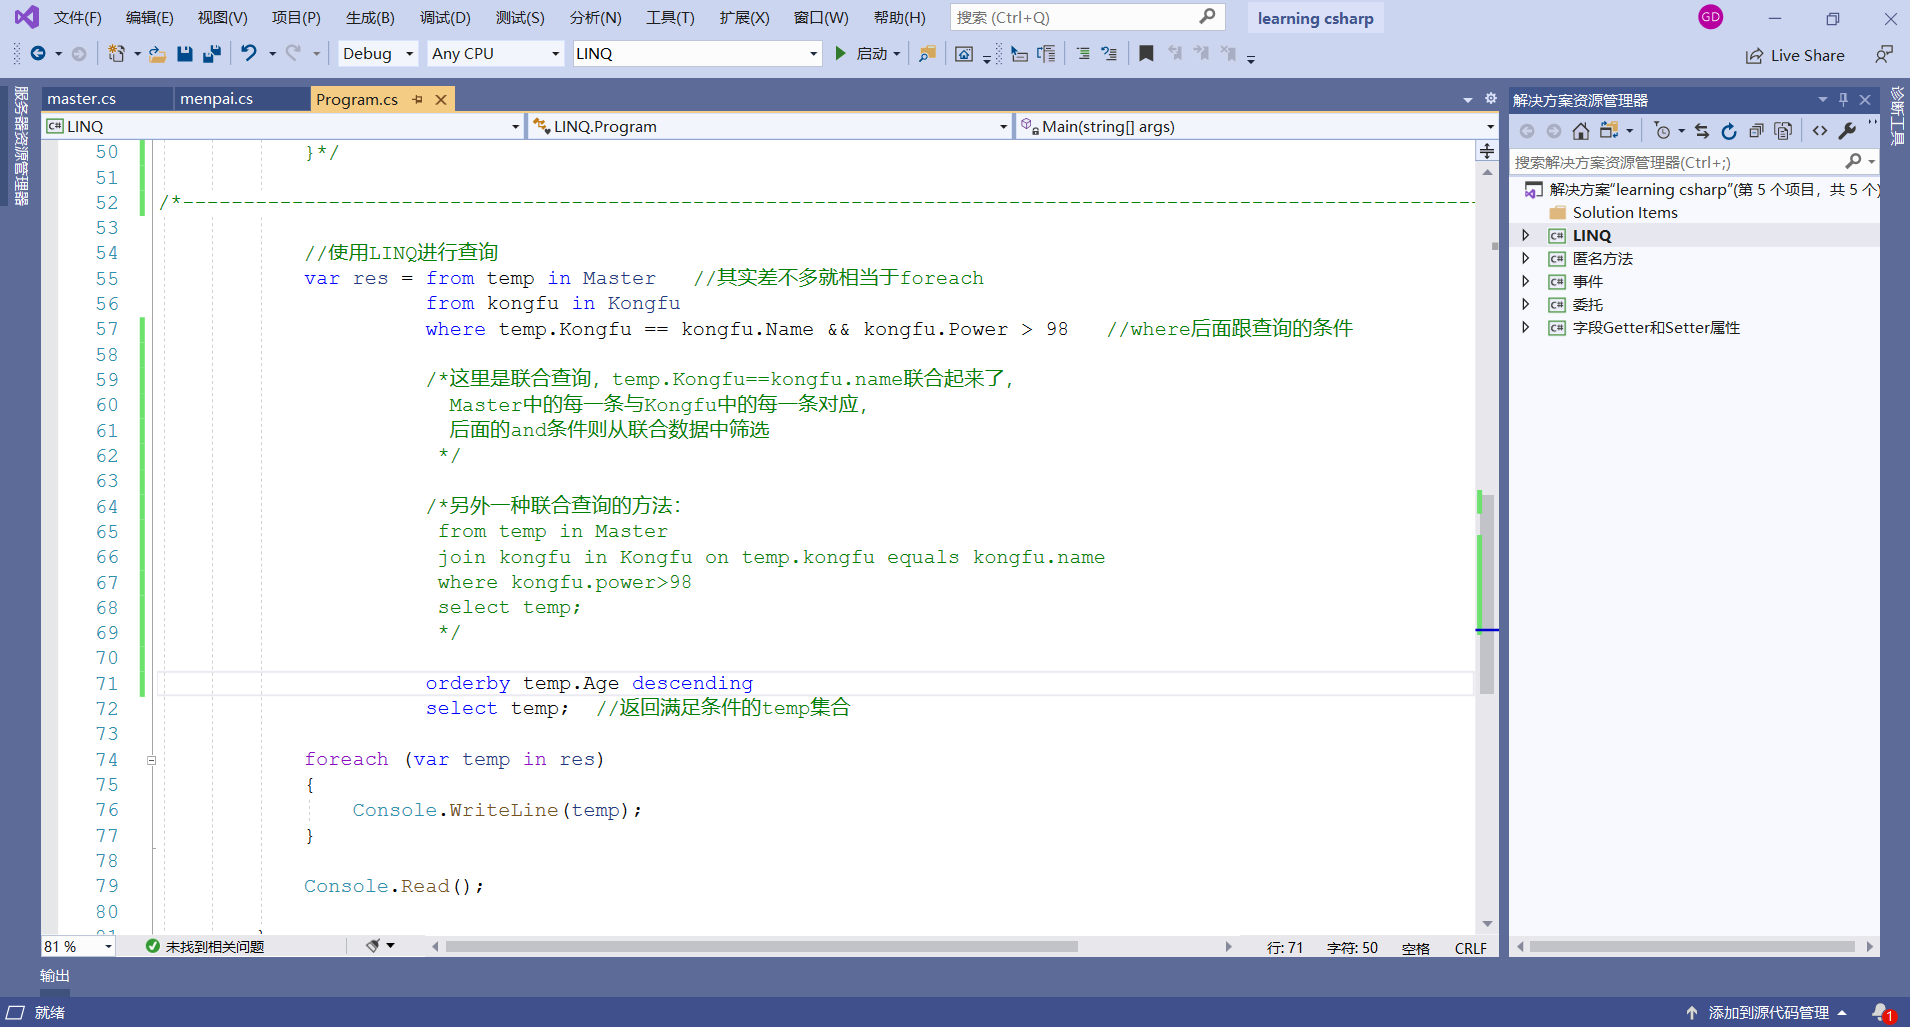 文件(F) 编辑(E) 视图(V) 项目(P) 生成(B) 调试(D) 测试(S) 分析(N) 工具(T) 扩展(X) 窗口(W) 帮助(H) 搜索 (Ctrl+Q) learning csharp GD
Debug Any CPU LINQ 启动 Live Share
服务器资源管理器
master.cs menpai.cs Program.cs
LINQ LINQ.Program Main(string[] args)
50 }*/
51
52 /*----------------------------------------------------------------------------------------------------------
53
54 //使用LINQ进行查询
55 var res = from temp in Master //其实差不多就相当于foreach
56 from kongfu in Kongfu
57 where temp.Kongfu == kongfu.Name && kongfu.Power > 98 //where后面跟查询的条件
58
59 /*这里是联合查询，temp.Kongfu==kongfu.name联合起来了，
60 Master中的每一条与Kongfu中的每一条对应，
61 后面的and条件则从联合数据中筛选
62 */
63
64 /*另外一种联合查询的方法：
65 from temp in Master
66 join kongfu in Kongfu on temp.kongfu equals kongfu.name
67 where kongfu.power>98
68 select temp;
69 */
70
71 orderby temp.Age descending
72 select temp; //返回满足条件的temp集合
73
74 foreach (var temp in res)
75 {
76 Console.WriteLine(temp);
77 }
78
79 Console.Read();
80
81 %  未找到相关问题 行: 71 字符: 50 空格 CRLF
解决方案资源管理器
搜索解决方案资源管理器(Ctrl+;)
解决方案"learning csharp"(第 5 个项目，共 5 个)
Solution Items
C# LINQ
C# 匿名方法
C# 事件
C# 委托
C# 字段Getter和Setter属性
诊断工具
输出
就绪 添加到源代码管理 1